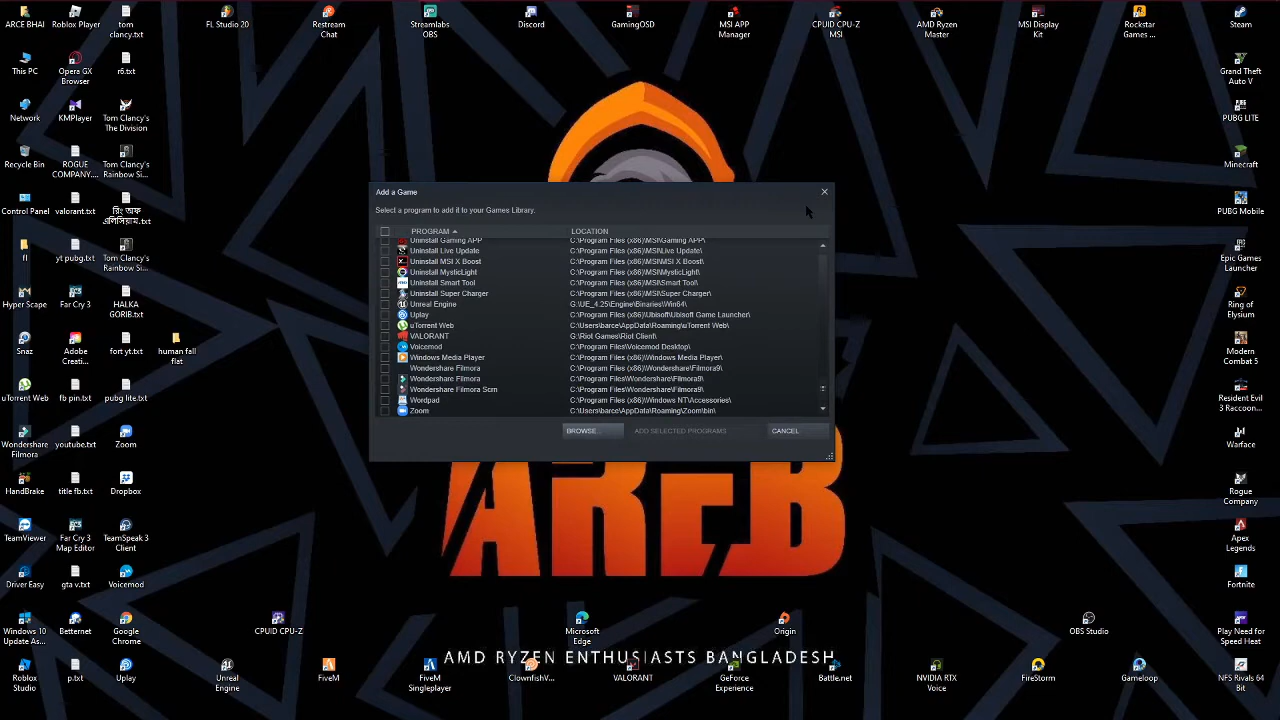 ARCE BHAI
Roblox Player
tom
clancy.txt
FL Studio 20
Restream
Chat
Streamlabs
OBS
Discord
GamingOSD
MSI APP
Manager
CPUID CPU-Z
MSI
AMD Ryzen
Master
MSI Display
Kit
Rockstar
Games ...
Steam
This PC
Opera GX
Browser
r6.txt
Grand Theft
Auto V
Network
KMPlayer
Tom Clancy's
The Division
PUBG LITE
Recycle Bin
ROGUE
COMPANY....
Tom Clancy's
Rainbow Si...
Minecraft
Control Panel
valorant.txt
রিং অফ
এলিসিয়াম.txt
PUBG Mobile
fl
yt pubg.txt
Tom Clancy's
Rainbow Si...
Epic Games
Launcher
Hyper Scape
Far Cry 3
HALKA
GORIB.txt
Ring of
Elysium
Snaz
Adobe
Creati...
fort yt.txt
human fall
flat
Modern
Combat 5
uTorrent Web
fb pin.txt
pubg lite.txt
Resident Evil
3 Raccoon...
Wondershare
Filmora
youtube.txt
Zoom
Warface
HandBrake
title fb.txt
Dropbox
Rogue
Company
TeamViewer
Far Cry 3
Map Editor
TeamSpeak 3
Client
Apex
Legends
Driver Easy
gta v.txt
Voicemod
Fortnite
Windows 10
Update As...
Betternet
Google
Chrome
CPUID CPU-Z
Microsoft
Edge
Origin
OBS Studio
Play Need for
Speed Heat
Roblox
Studio
p.txt
Uplay
Unreal
Engine
FiveM
FiveM
Singleplayer
ClownfishV...
VALORANT
GeForce
Experience
Battle.net
NVIDIA RTX
Voice
FireStorm
Gameloop
NFS Rivals 64
Bit
Add a Game
Select a program to add it to your Games Library.
PROGRAM LOCATION
Uninstall Gaming APP C:\Program Files (x86)\MSI\Gaming APP\
Uninstall Live Update C:\Program Files (x86)\MSI\Live Update\
Uninstall MSI X Boost C:\Program Files (x86)\MSI\MSI X Boost\
Uninstall MysticLight C:\Program Files (x86)\MSI\MysticLight\
Uninstall Smart Tool C:\Program Files (x86)\MSI\Smart Tool\
Uninstall Super Charger C:\Program Files (x86)\MSI\Super Charger\
Unreal Engine G:\UE_4.25\Engine\Binaries\Win64\
Uplay C:\Program Files (x86)\Ubisoft\Ubisoft Game Launcher\
uTorrent Web C:\Users\barce\AppData\Roaming\uTorrent Web\
VALORANT G:\Riot Games\Riot Client\
Voicemod C:\Program Files\Voicemod Desktop\
Windows Media Player C:\Program Files (x86)\Windows Media Player\
Wondershare Filmora C:\Program Files (x86)\Wondershare\Filmora9\
Wondershare Filmora C:\Program Files\Wondershare\Filmora9\
Wondershare Filmora Scrn C:\Program Files\Wondershare\Filmora9\
Wordpad C:\Program Files (x86)\Windows NT\Accessories\
Zoom C:\Users\barce\AppData\Roaming\Zoom\bin\
BROWSE... ADD SELECTED PROGRAMS CANCEL
AREB
AMD RYZEN ENTHUSIASTS BANGLADESH